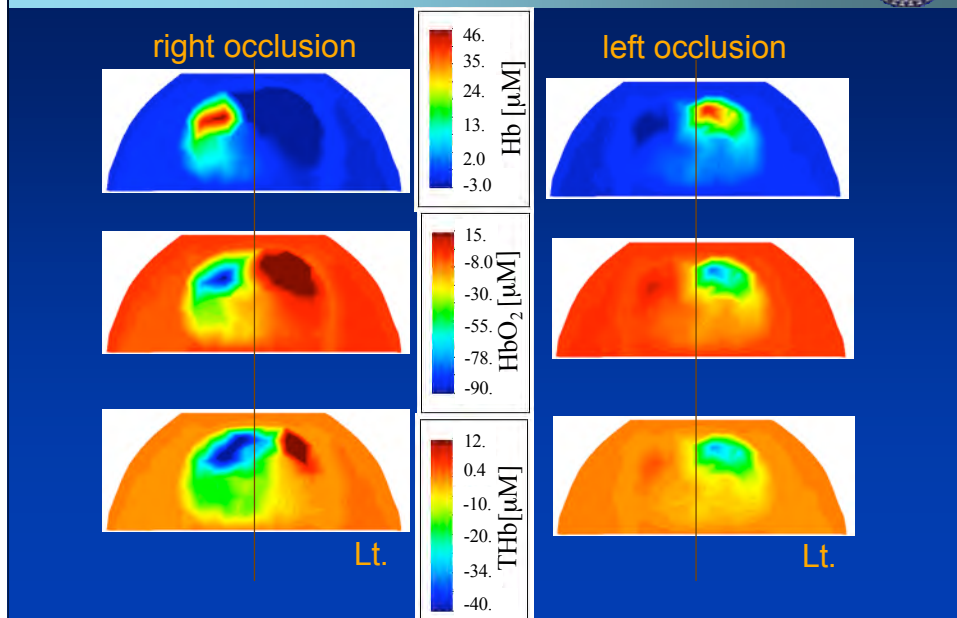 right occlusion
left occlusion
46.
35
24
13.
2.0
-3.0
Hb [µM]
15.
-8.0
-30.
-55.
-78.
-90.
HbO₂ [µM]
12.
0.4
-10.
-20.
-34.
-40.
THb[µM]
Lt.
Lt.